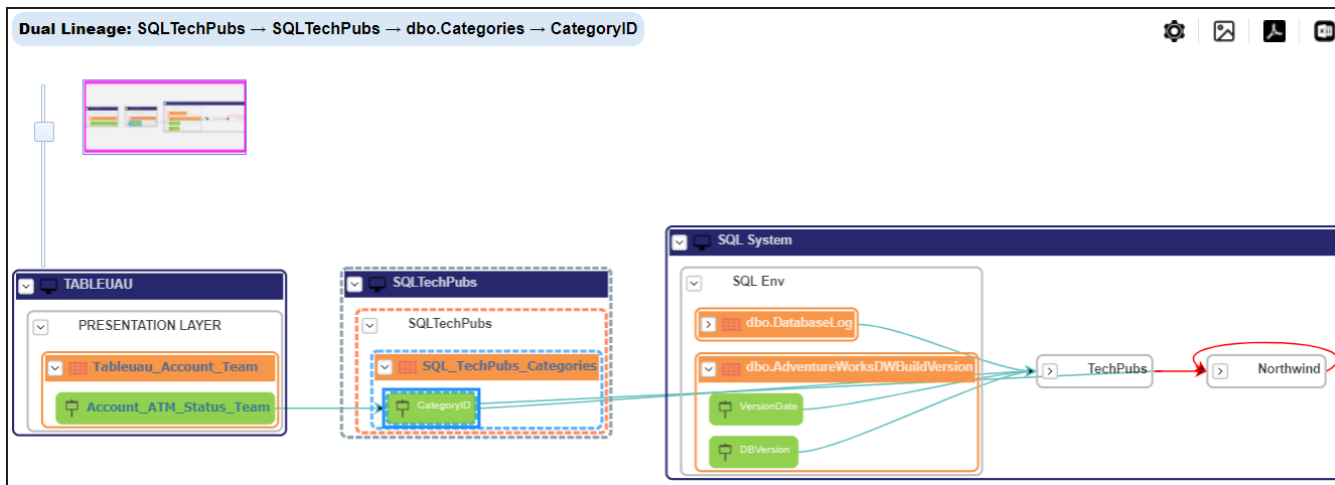 Dual Lineage: SQLTechPubs → SQLTechPubs → dbo.Categories → CategoryID
SQL System
TABLEUAU
SQLTechPubs
SQL Env
PRESENTATION LAYER
SQLTechPubs
dbo.DatabaseLog
Tableuau_Account_Team
SQL_TechPubs_Categories
dbo.AdventureWorksDWBuildVersion
TechPubs
Northwind
Account_ATM_Status_Team
CategoryID
VersionDate
DBVersion